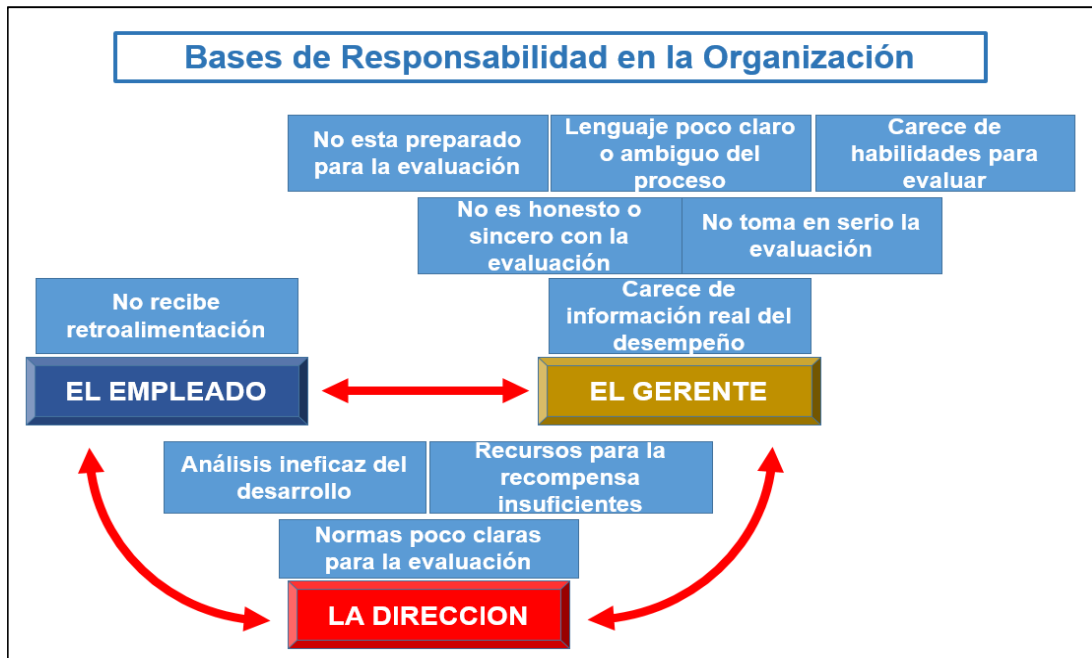 Bases de Responsabilidad en la Organización
No esta preparado
para la evaluación
Lenguaje poco claro
o ambiguo del
proceso
Carece de
habilidades para
evaluar
No es honesto o
sincero con la
evaluación
No toma en serio la
evaluación
No recibe
retroalimentación
Carece de
información real del
desempeño
EL EMPLEADO
EL GERENTE
Análisis ineficaz del
desarrollo
Recursos para la
recompensa
insuficientes
Normas poco claras
para la evaluación
LA DIRECCION